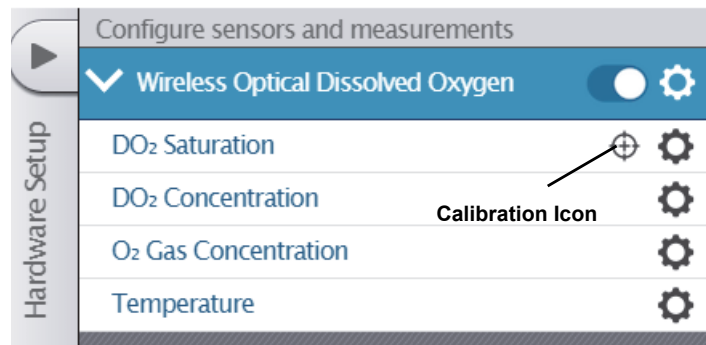 Configure sensors and measurements
Wireless Optical Dissolved Oxygen
DO₂ Saturation
DO₂ Concentration
Calibration Icon
O₂ Gas Concentration
Temperature
Hardware Setup